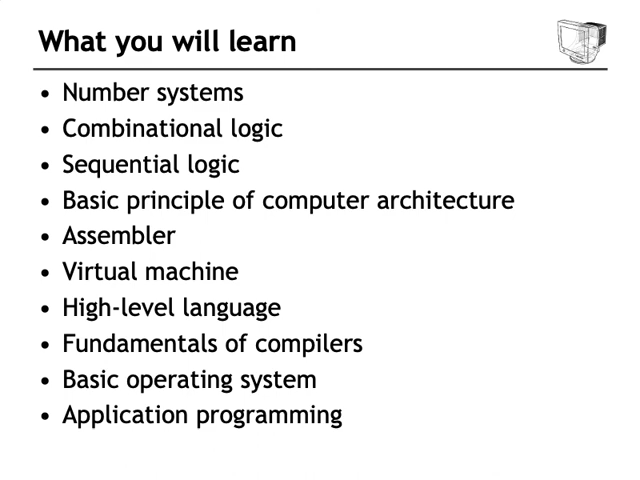 What you will learn
• Number systems
• Combinational logic
• Sequential logic
• Basic principle of computer architecture
• Assembler
• Virtual machine
• High-level language
• Fundamentals of compilers
• Basic operating system
• Application programming